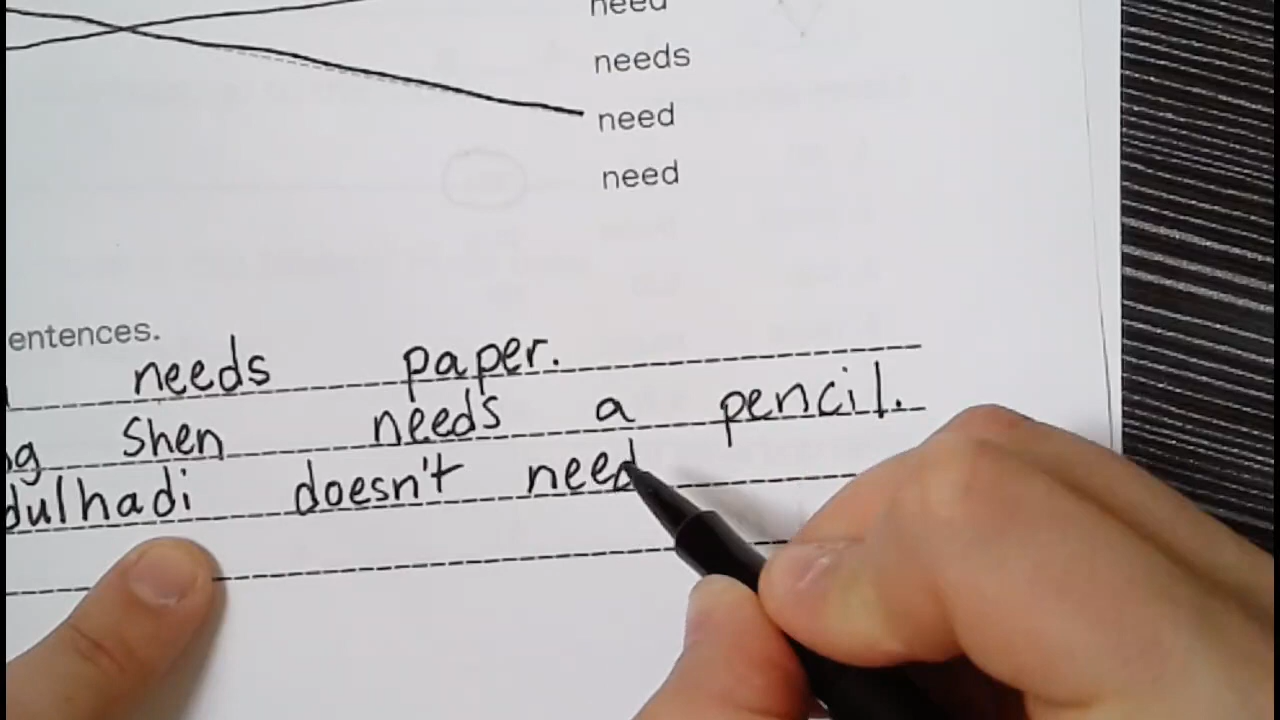 need
needs
need
need
entences.
needs paper.
Shen needs a pencil.
dulhadi doesn't need